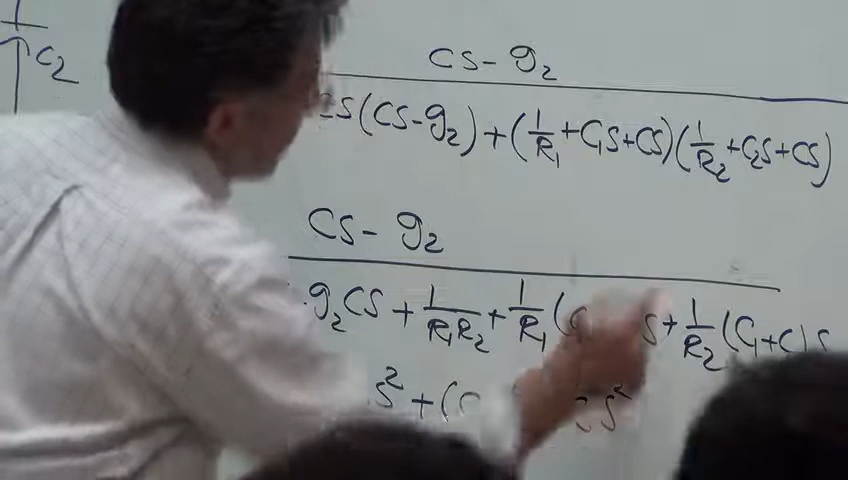 C2
CS - g2
CS(CS-g2) + (1/R1 + C1S + CS)(1/R2 + C2S + CS)
CS - g2
g2CS + 1/R1R2 + 1/R1 (C S + 1/R2 (C1+C)S
S² + (C S²